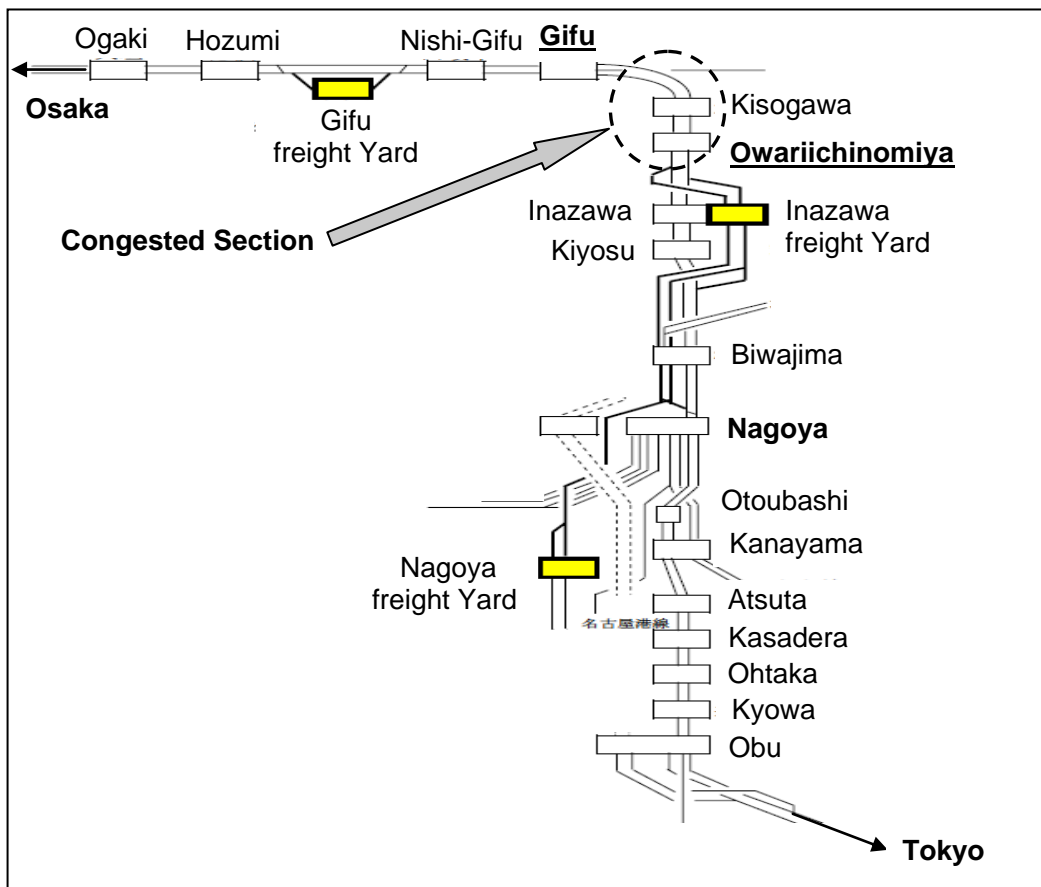 Ogaki
Hozumi
Nishi-Gifu
Gifu
Osaka
Gifu
freight Yard
Kisogawa
Owariichinomiya
Congested Section
Inazawa
Inazawa
freight Yard
Kiyosu
Biwajima
Nagoya
Otoubashi
Kanayama
Nagoya
freight Yard
Atsuta
名古屋港線
Kasadera
Ohtaka
Kyowa
Obu
Tokyo